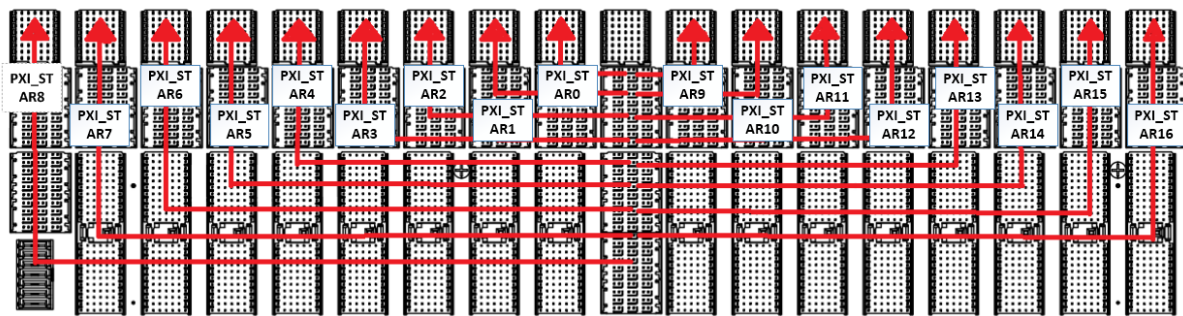 PXI_ST
AR8
PXI_ST
AR7
PXI_ST
AR6
PXI_ST
AR5
PXI_ST
AR4
PXI_ST
AR3
PXI_ST
AR2
PXI_ST
AR1
PXI_ST
AR0
PXI_ST
AR9
PXI_ST
AR10
PXI_ST
AR11
PXI_ST
AR12
PXI_ST
AR13
PXI_ST
AR14
PXI_ST
AR15
PXI_ST
AR16